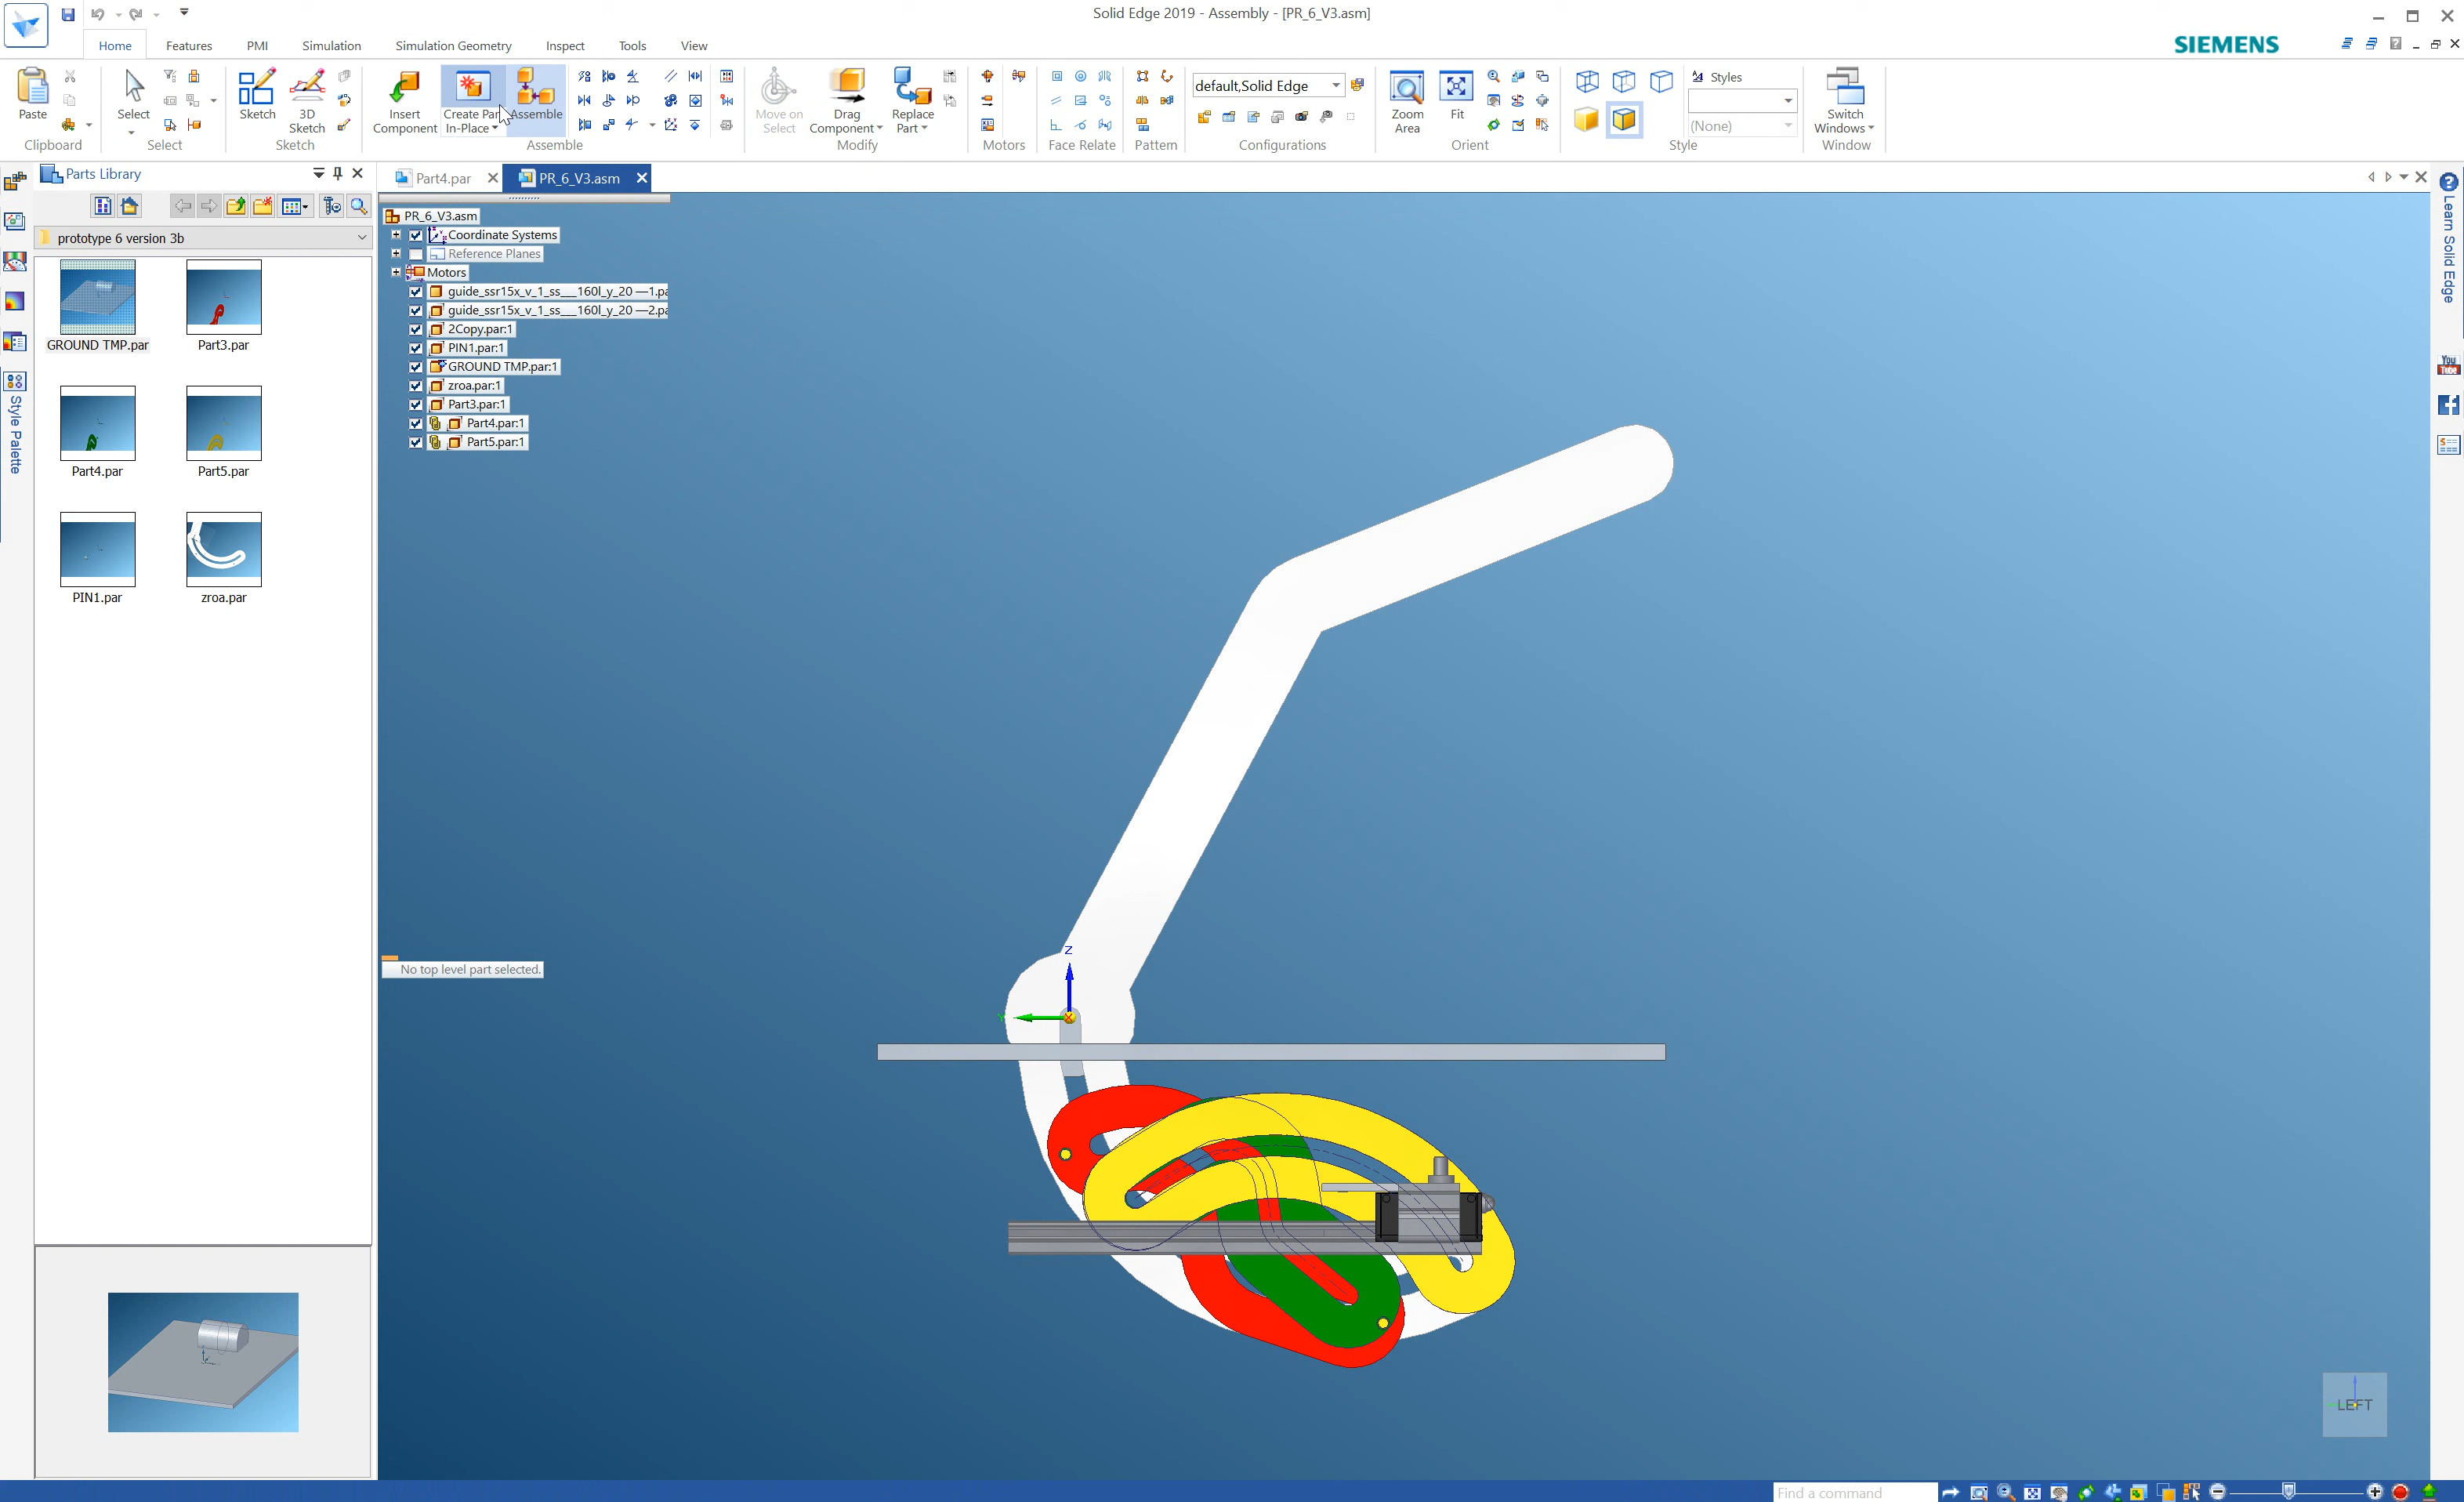 Solid Edge 2019 - Assembly - [PR_6_V3.asm]
Home Features PMI Simulation Simulation Geometry Inspect Tools View
SIEMENS
Paste
Clipboard
Select
Select
Sketch
3D Sketch
Sketch
Insert Component
Create Par
In-Place
Assemble
Assemble
Move on Select
Drag Component
Replace Part
Modify
Motors
Face Relate
Pattern
default,Solid Edge
Configurations
Zoom Area
Fit
Orient
Styles
(None)
Style
Switch Windows
Window
Parts Library
prototype 6 version 3b
GROUND TMP.par
Part3.par
Part4.par
Part5.par
PIN1.par
zroa.par
Style Palette
Part4.par
PR_6_V3.asm
PR_6_V3.asm
Coordinate Systems
Reference Planes
Motors
guide_ssr15x_v_1_ss___160l_y_20 —1.pa
guide_ssr15x_v_1_ss___160l_y_20 —2.pa
2Copy.par:1
PIN1.par:1
GROUND TMP.par:1
zroa.par:1
Part3.par:1
Part4.par:1
Part5.par:1
No top level part selected.
Z
Y
LEFT
Learn Solid Edge
You
Tube
Find a command